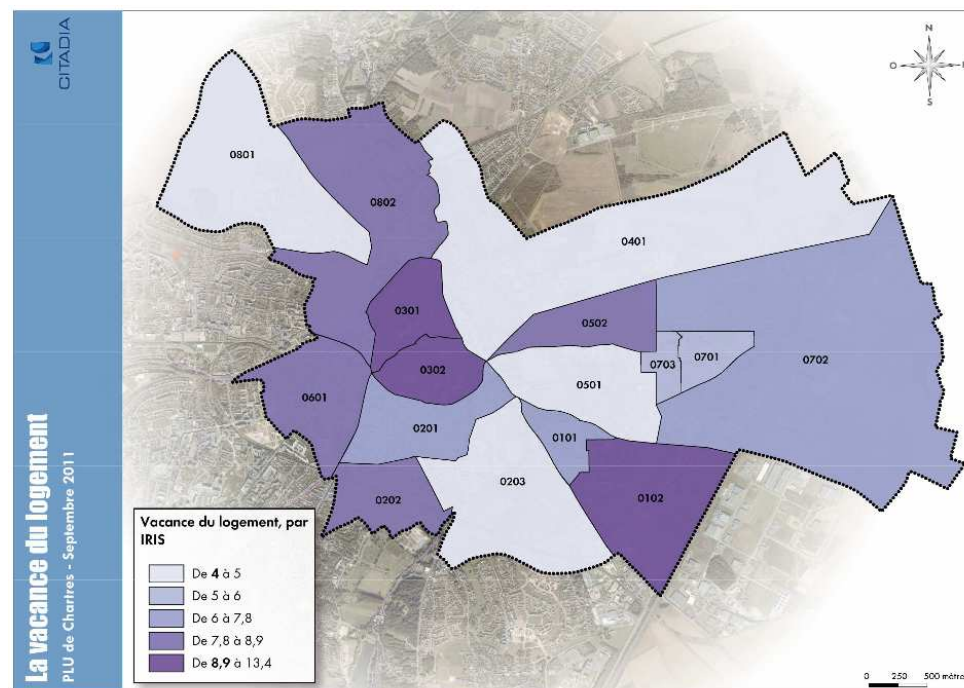 CITADIA
La vacance du logement
PLU de Chartres - Septembre 2011
N
O
E
S
0801
0802
0401
0301
0502
0302
0703
0701
0702
0501
0601
0201
0101
0203
0202
0102
Vacance du logement, par
IRIS
De 4 à 5
De 5 à 6
De 6 à 7,8
De 7,8 à 8,9
De 8,9 à 13,4
0 250 500 mètre